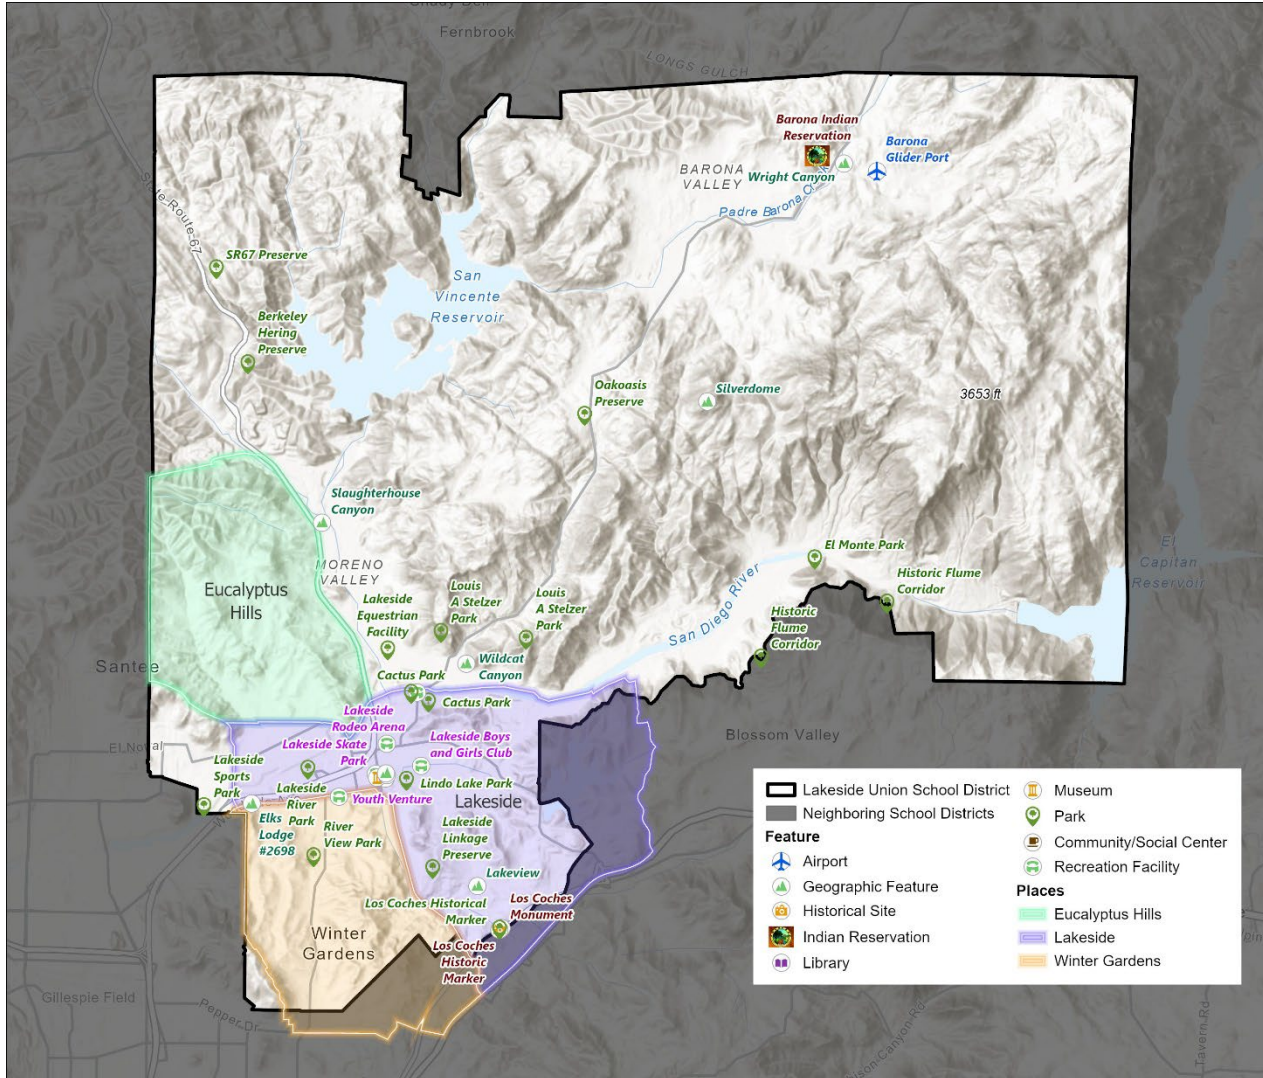 Fernbrook
LONGS GULCH
Barona Indian
Reservation
Barona
Glider Port
BARONA
VALLEY
Wright Canyon
Padre Barona Creek
State Route 67
SR67 Preserve
San
Vincente
Reservoir
Berkeley
Hering
Preserve
Oakoasis
Preserve
Silverdome
3653 ft
Slaughterhouse
Canyon
El Monte Park
El
Capitan
Reservoir
MORENO
VALLEY
Eucalyptus
Hills
Historic Flume
Corridor
Louis
A Stelzer
Park
Louis
A Stelzer
Park
Lakeside
Equestrian
Facility
San Diego River
Historic
Flume
Corridor
Santee
Wildcat
Canyon
Cactus Park
Cactus Park
Lakeside
Rodeo Arena
Lakeside Skate
Park
Lakeside Boys
and Girls Club
Blossom Valley
El Nopal
Lakeside
Sports
Park
Lakeside
River
Park
Lindo Lake Park
Youth Venture
Lakeside
Elks
Lodge
#2698
River
View Park
Lakeside
Linkage
Preserve
Lakeview
Los Coches Historical
Marker
Los Coches
Monument
Winter
Gardens
Los Coches
Historic
Marker
Gillespie Field
Pepper Dr
Tavern Rd
Lakeside Union School District
Neighboring School Districts
Feature
Airport
Geographic Feature
Historical Site
Indian Reservation
Library
Museum
Park
Community/Social Center
Recreation Facility
Places
Eucalyptus Hills
Lakeside
Winter Gardens